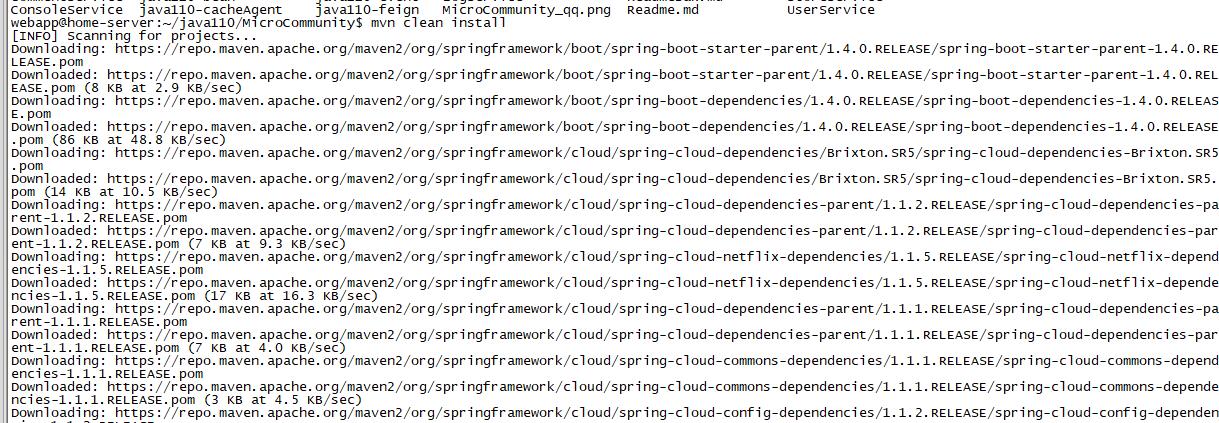 ConsoleService  java110-cacheAgent  java110-feign  MicroCommunity_qq.png  Readme.md  UserService
webapp@home-server:~/java110/MicroCommunity$ mvn clean install
[INFO] Scanning for projects...
Downloading: https://repo.maven.apache.org/maven2/org/springframework/boot/spring-boot-starter-parent/1.4.0.RELEASE/spring-boot-starter-parent-1.4.0.RE
LEASE.pom
Downloaded: https://repo.maven.apache.org/maven2/org/springframework/boot/spring-boot-starter-parent/1.4.0.RELEASE/spring-boot-starter-parent-1.4.0.REL
EASE.pom (8 KB at 2.9 KB/sec)
Downloading: https://repo.maven.apache.org/maven2/org/springframework/boot/spring-boot-dependencies/1.4.0.RELEASE/spring-boot-dependencies-1.4.0.RELEAS
E.pom
Downloaded: https://repo.maven.apache.org/maven2/org/springframework/boot/spring-boot-dependencies/1.4.0.RELEASE/spring-boot-dependencies-1.4.0.RELEASE
.pom (86 KB at 48.8 KB/sec)
Downloading: https://repo.maven.apache.org/maven2/org/springframework/cloud/spring-cloud-dependencies/Brixton.SR5/spring-cloud-dependencies-Brixton.SR5
.pom
Downloaded: https://repo.maven.apache.org/maven2/org/springframework/cloud/spring-cloud-dependencies/Brixton.SR5/spring-cloud-dependencies-Brixton.SR5.
pom (14 KB at 10.5 KB/sec)
Downloading: https://repo.maven.apache.org/maven2/org/springframework/cloud/spring-cloud-dependencies-parent/1.1.2.RELEASE/spring-cloud-dependencies-pa
rent-1.1.2.RELEASE.pom
Downloaded: https://repo.maven.apache.org/maven2/org/springframework/cloud/spring-cloud-dependencies-parent/1.1.2.RELEASE/spring-cloud-dependencies-par
ent-1.1.2.RELEASE.pom (7 KB at 9.3 KB/sec)
Downloading: https://repo.maven.apache.org/maven2/org/springframework/cloud/spring-cloud-netflix-dependencies/1.1.5.RELEASE/spring-cloud-netflix-depend
encies-1.1.5.RELEASE.pom
Downloaded: https://repo.maven.apache.org/maven2/org/springframework/cloud/spring-cloud-netflix-dependencies/1.1.5.RELEASE/spring-cloud-netflix-depende
ncies-1.1.5.RELEASE.pom (17 KB at 16.3 KB/sec)
Downloading: https://repo.maven.apache.org/maven2/org/springframework/cloud/spring-cloud-dependencies-parent/1.1.1.RELEASE/spring-cloud-dependencies-pa
rent-1.1.1.RELEASE.pom
Downloaded: https://repo.maven.apache.org/maven2/org/springframework/cloud/spring-cloud-dependencies-parent/1.1.1.RELEASE/spring-cloud-dependencies-par
ent-1.1.1.RELEASE.pom (7 KB at 4.0 KB/sec)
Downloading: https://repo.maven.apache.org/maven2/org/springframework/cloud/spring-cloud-commons-dependencies/1.1.1.RELEASE/spring-cloud-commons-depend
encies-1.1.1.RELEASE.pom
Downloaded: https://repo.maven.apache.org/maven2/org/springframework/cloud/spring-cloud-commons-dependencies/1.1.1.RELEASE/spring-cloud-commons-depende
ncies-1.1.1.RELEASE.pom (3 KB at 4.5 KB/sec)
Downloading: https://repo.maven.apache.org/maven2/org/springframework/cloud/spring-cloud-config-dependencies/1.1.2.RELEASE/spring-cloud-config-dependen